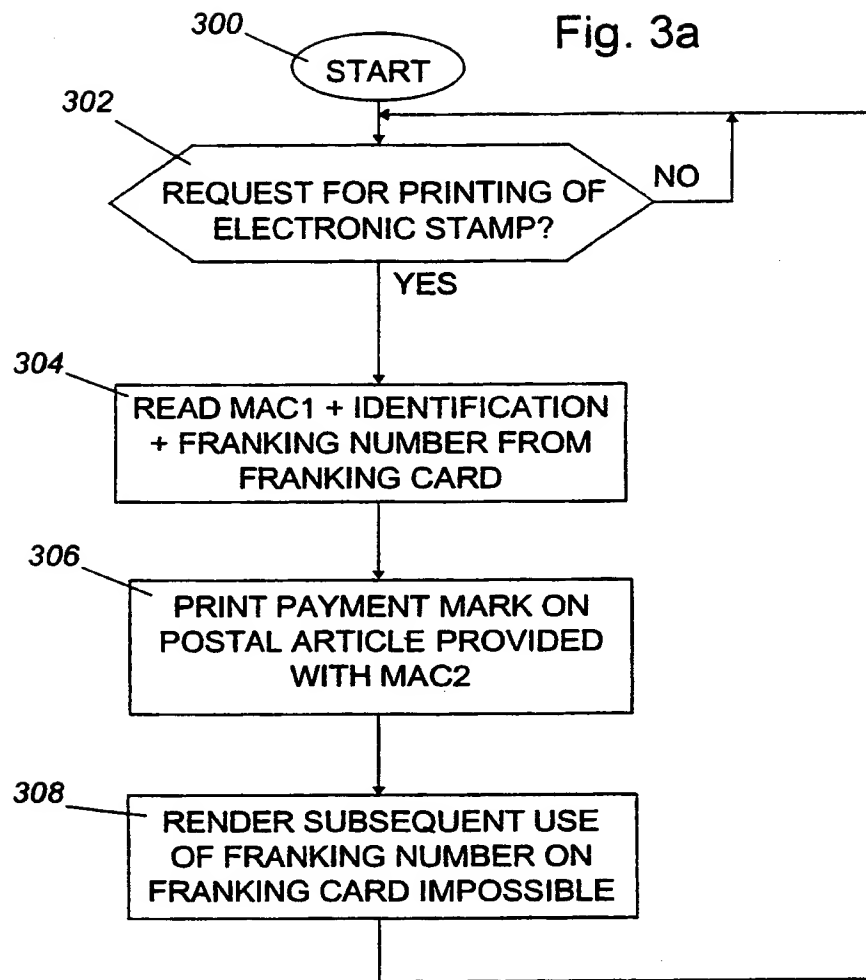 Fig. 3a
300
START
302
REQUEST FOR PRINTING OF
ELECTRONIC STAMP?
NO
YES
304
READ MAC1 + IDENTIFICATION
+ FRANKING NUMBER FROM
FRANKING CARD
306
PRINT PAYMENT MARK ON
POSTAL ARTICLE PROVIDED
WITH MAC2
308
RENDER SUBSEQUENT USE
OF FRANKING NUMBER ON
FRANKING CARD IMPOSSIBLE